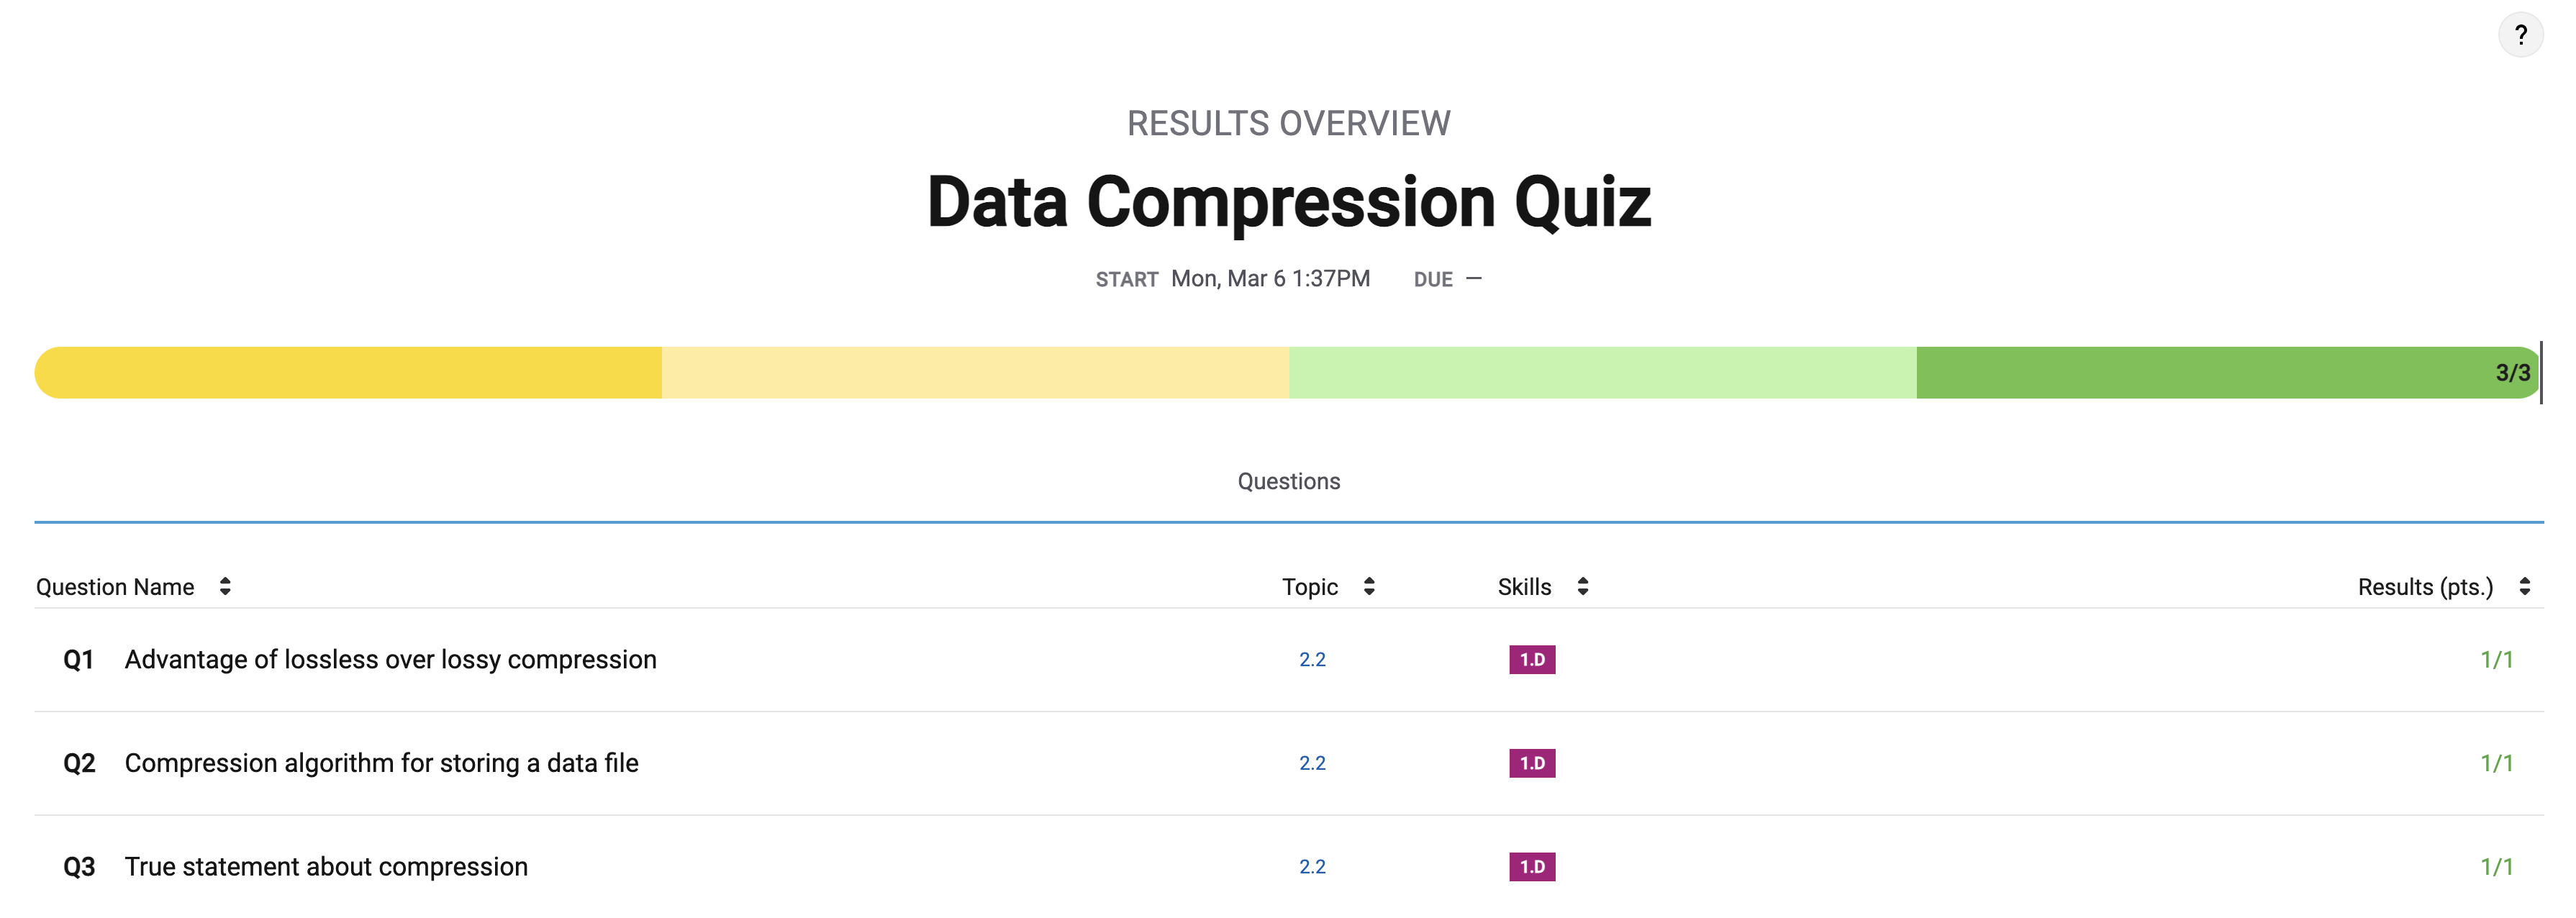 ?
RESULTS OVERVIEW
Data Compression Quiz
START Mon, Mar 6 1:37PM DUE —
3/3
Questions
Question Name Topic Skills Results (pts.)
Q1 Advantage of lossless over lossy compression 2.2 1.D 1/1
Q2 Compression algorithm for storing a data file 2.2 1.D 1/1
Q3 True statement about compression 2.2 1.D 1/1